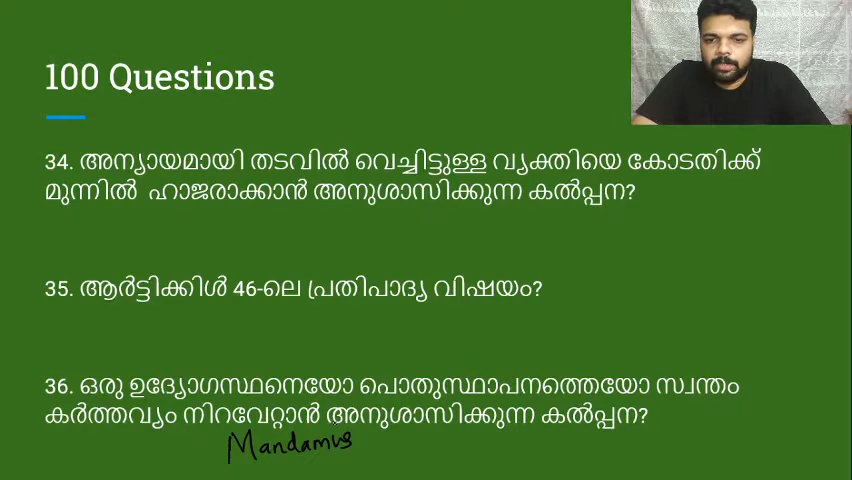 100 Questions
34. അന്യായമായി തടവിൽ വെച്ചിട്ടുള്ള വ്യക്തിയെ കോടതിക്ക്
മുന്നിൽ ഹാജരാക്കാൻ അനുശാസിക്കുന്ന കൽപ്പന?
35. ആർട്ടിക്കിൾ 46-ലെ പ്രതിപാദ്യ വിഷയം?
36. ഒരു ഉദ്യോഗസ്ഥനെയോ പൊതുസ്ഥാപനത്തെയോ സ്വന്തം
കർത്തവ്യം നിറവേറ്റാൻ അനുശാസിക്കുന്ന കൽപ്പന?
Mandamus